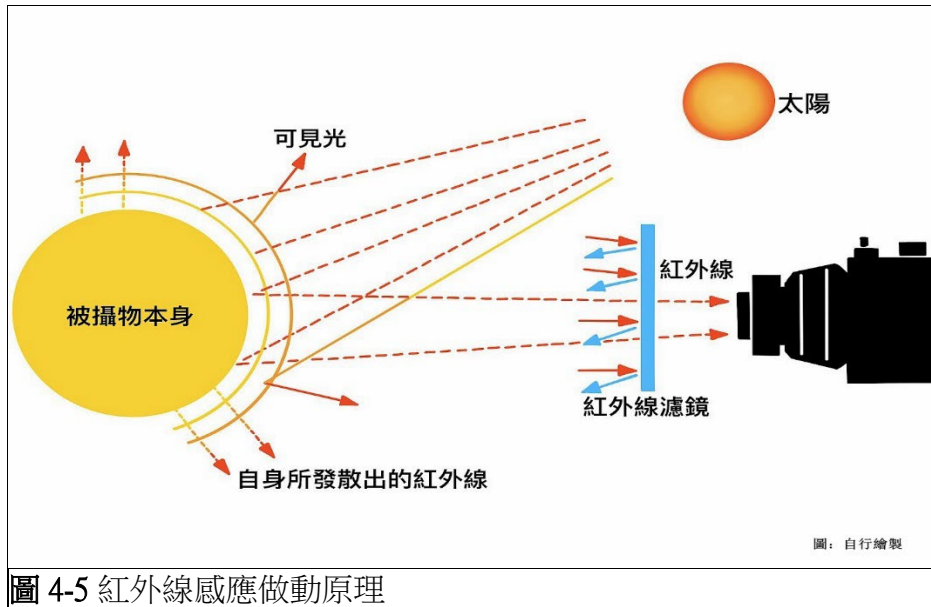 太陽
可見光
紅外線
被攝物本身
紅外線濾鏡
自身所發散出的紅外線
圖：自行繪製
圖 4-5 紅外線感應做動原理